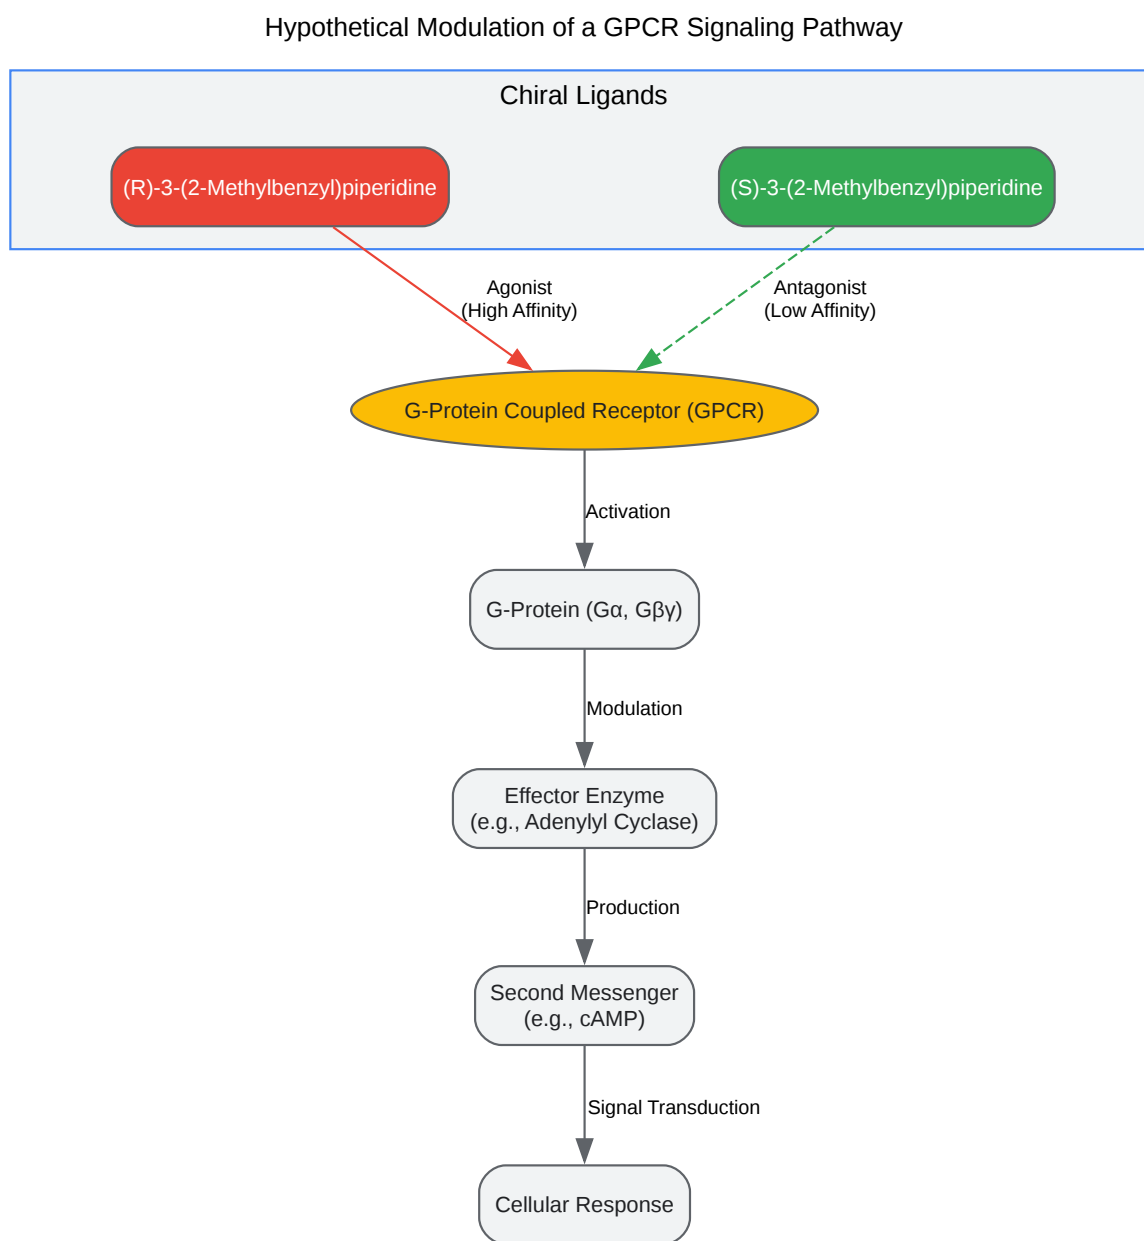 Hypothetical Modulation of a GPCR Signaling Pathway
Chiral Ligands
(R)-3-(2-Methylbenzyl)piperidine
(S)-3-(2-Methylbenzyl)piperidine
Agonist
(High Affinity)
Antagonist
(Low Affinity)
G-Protein Coupled Receptor (GPCR)
Activation
G-Protein (Gα, Gβγ)
Modulation
Effector Enzyme
(e.g., Adenylyl Cyclase)
Production
Second Messenger
(e.g., cAMP)
Signal Transduction
Cellular Response